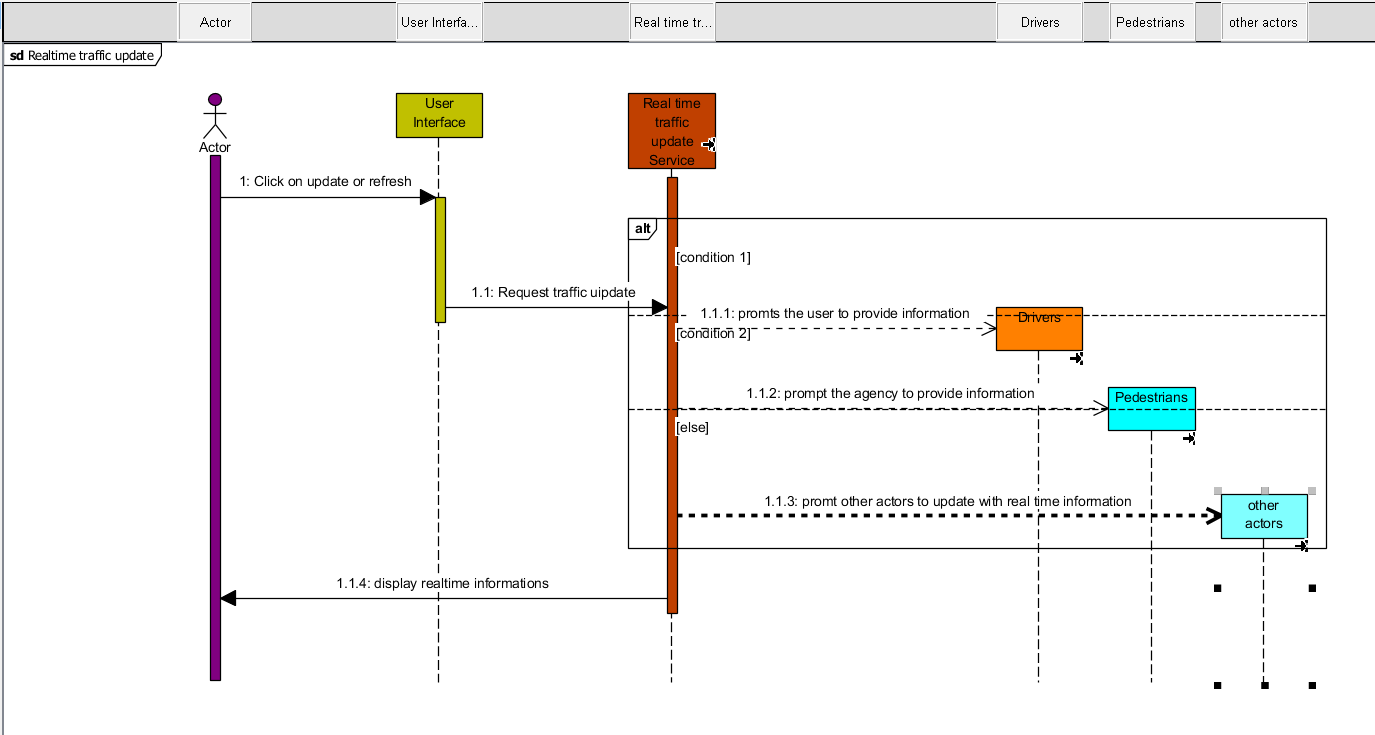 Actor
User Interfa...
Real time tr...
Drivers
Pedestrians
other actors
sd Realtime traffic update
Actor
User
Interface
Real time
traffic
update
Service
1: Click on update or refresh
alt
[condition 1]
1.1: Request traffic uipdate
1.1.1: promts the user to provide information
Drivers
[condition 2]
1.1.2: prompt the agency to provide information
Pedestrians
[else]
1.1.3: promt other actors to update with real time information
other
actors
1.1.4: display realtime informations